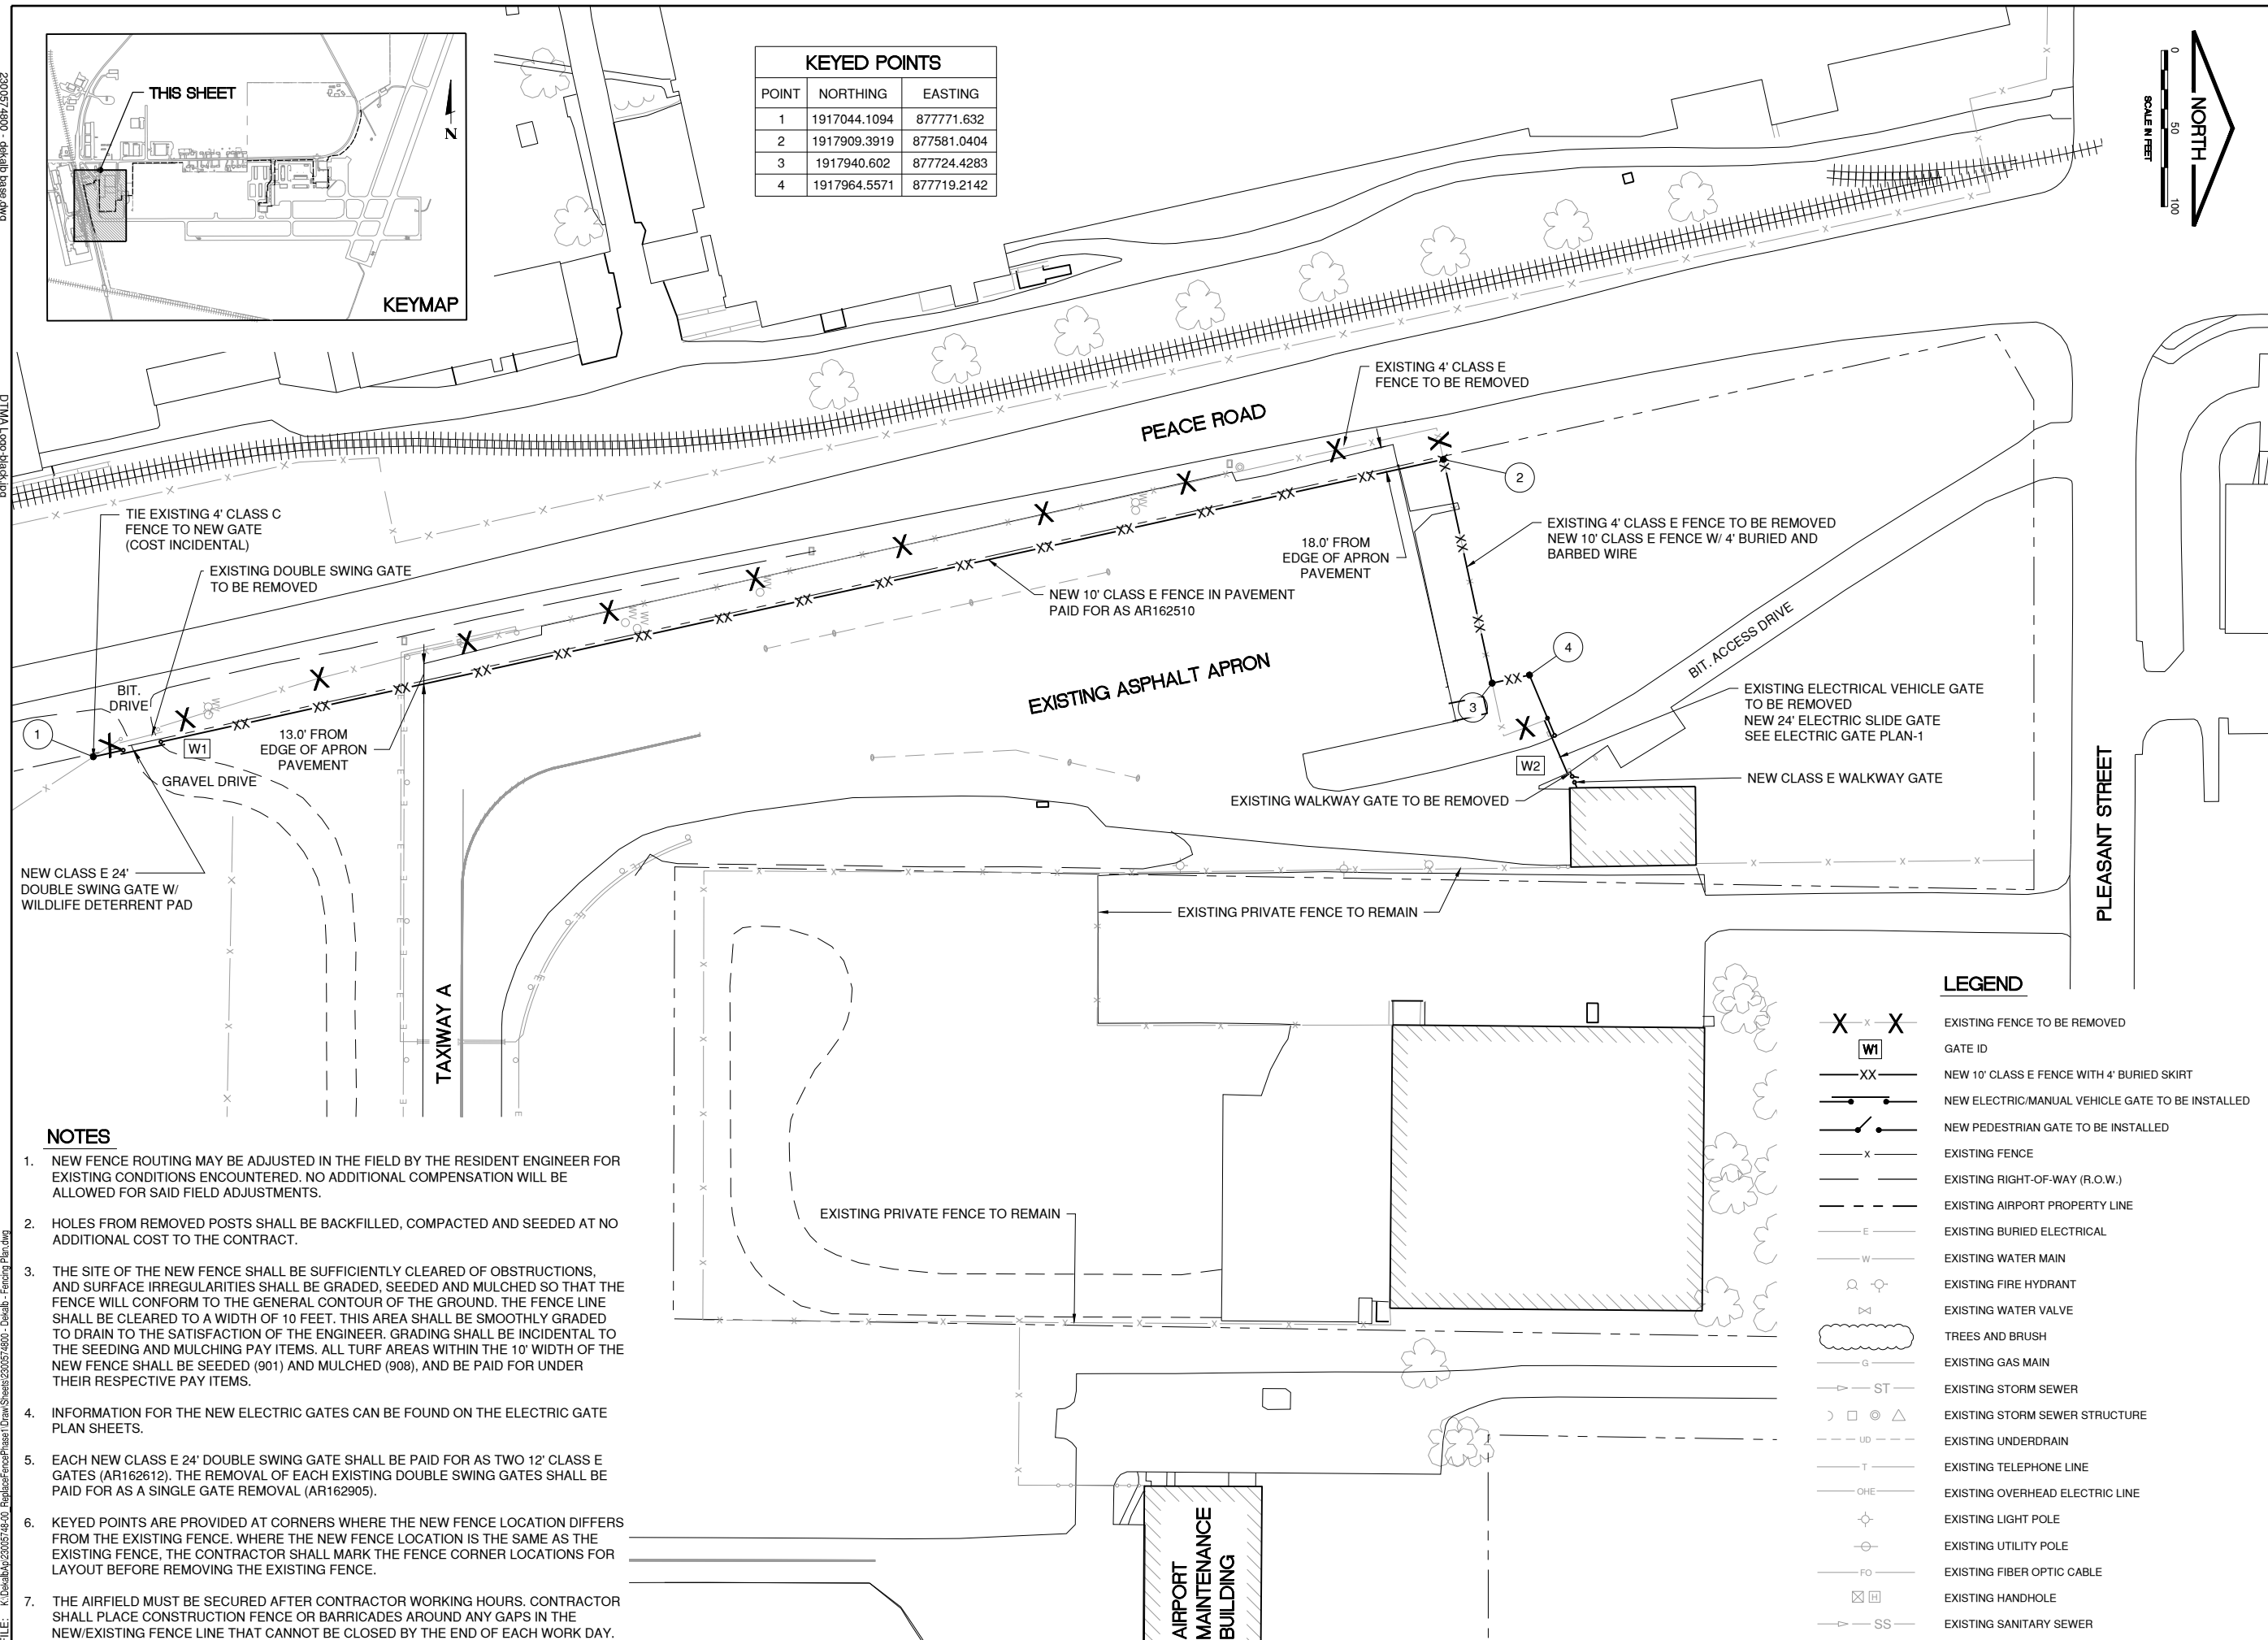 THIS SHEET
N
KEYMAP
KEYED POINTS
POINT NORTHING EASTING
1 1917044.1094 877771.632
2 1917909.3919 877581.0404
3 1917940.602 877724.4283
4 1917964.5571 877719.2142
NORTH
0 50 100
SCALE IN FEET
2300574800 - dekalb base.dwg
DTMA Logo-black.jpg
FILE: K:\DekalbAp\23005748-00_ReplaceFencePhase1\Draw\Sheets\2300574800 - Dekalb - Fencing Plan.dwg
EXISTING 4' CLASS E
FENCE TO BE REMOVED
PEACE ROAD
2
TIE EXISTING 4' CLASS C
FENCE TO NEW GATE
(COST INCIDENTAL)
EXISTING DOUBLE SWING GATE
TO BE REMOVED
EXISTING 4' CLASS E FENCE TO BE REMOVED
NEW 10' CLASS E FENCE W/ 4' BURIED AND
BARBED WIRE
18.0' FROM
EDGE OF APRON
PAVEMENT
NEW 10' CLASS E FENCE IN PAVEMENT
PAID FOR AS AR162510
4
BIT. ACCESS DRIVE
EXISTING ASPHALT APRON
3
BIT.
DRIVE
1
W1
13.0' FROM
EDGE OF APRON
PAVEMENT
GRAVEL DRIVE
EXISTING ELECTRICAL VEHICLE GATE
TO BE REMOVED
NEW 24' ELECTRIC SLIDE GATE
SEE ELECTRIC GATE PLAN-1
W2
NEW CLASS E WALKWAY GATE
EXISTING WALKWAY GATE TO BE REMOVED
PLEASANT STREET
NEW CLASS E 24'
DOUBLE SWING GATE W/
WILDLIFE DETERRENT PAD
EXISTING PRIVATE FENCE TO REMAIN
TAXIWAY A
EXISTING PRIVATE FENCE TO REMAIN
AIRPORT
MAINTENANCE
BUILDING
NOTES
1. NEW FENCE ROUTING MAY BE ADJUSTED IN THE FIELD BY THE RESIDENT ENGINEER FOR
EXISTING CONDITIONS ENCOUNTERED. NO ADDITIONAL COMPENSATION WILL BE
ALLOWED FOR SAID FIELD ADJUSTMENTS.
2. HOLES FROM REMOVED POSTS SHALL BE BACKFILLED, COMPACTED AND SEEDED AT NO
ADDITIONAL COST TO THE CONTRACT.
3. THE SITE OF THE NEW FENCE SHALL BE SUFFICIENTLY CLEARED OF OBSTRUCTIONS,
AND SURFACE IRREGULARITIES SHALL BE GRADED, SEEDED AND MULCHED SO THAT THE
FENCE WILL CONFORM TO THE GENERAL CONTOUR OF THE GROUND. THE FENCE LINE
SHALL BE CLEARED TO A WIDTH OF 10 FEET. THIS AREA SHALL BE SMOOTHLY GRADED
TO DRAIN TO THE SATISFACTION OF THE ENGINEER. GRADING SHALL BE INCIDENTAL TO
THE SEEDING AND MULCHING PAY ITEMS. ALL TURF AREAS WITHIN THE 10' WIDTH OF THE
NEW FENCE SHALL BE SEEDED (901) AND MULCHED (908), AND BE PAID FOR UNDER
THEIR RESPECTIVE PAY ITEMS.
4. INFORMATION FOR THE NEW ELECTRIC GATES CAN BE FOUND ON THE ELECTRIC GATE
PLAN SHEETS.
5. EACH NEW CLASS E 24' DOUBLE SWING GATE SHALL BE PAID FOR AS TWO 12' CLASS E
GATES (AR162612). THE REMOVAL OF EACH EXISTING DOUBLE SWING GATES SHALL BE
PAID FOR AS A SINGLE GATE REMOVAL (AR162905).
6. KEYED POINTS ARE PROVIDED AT CORNERS WHERE THE NEW FENCE LOCATION DIFFERS
FROM THE EXISTING FENCE. WHERE THE NEW FENCE LOCATION IS THE SAME AS THE
EXISTING FENCE, THE CONTRACTOR SHALL MARK THE FENCE CORNER LOCATIONS FOR
LAYOUT BEFORE REMOVING THE EXISTING FENCE.
7. THE AIRFIELD MUST BE SECURED AFTER CONTRACTOR WORKING HOURS. CONTRACTOR
SHALL PLACE CONSTRUCTION FENCE OR BARRICADES AROUND ANY GAPS IN THE
NEW/EXISTING FENCE LINE THAT CANNOT BE CLOSED BY THE END OF EACH WORK DAY.
LEGEND
X x X EXISTING FENCE TO BE REMOVED
W1 GATE ID
XX NEW 10' CLASS E FENCE WITH 4' BURIED SKIRT
NEW ELECTRIC/MANUAL VEHICLE GATE TO BE INSTALLED
NEW PEDESTRIAN GATE TO BE INSTALLED
x EXISTING FENCE
EXISTING RIGHT-OF-WAY (R.O.W.)
EXISTING AIRPORT PROPERTY LINE
E EXISTING BURIED ELECTRICAL
W EXISTING WATER MAIN
EXISTING FIRE HYDRANT
EXISTING WATER VALVE
TREES AND BRUSH
G EXISTING GAS MAIN
ST EXISTING STORM SEWER
EXISTING STORM SEWER STRUCTURE
UD EXISTING UNDERDRAIN
T EXISTING TELEPHONE LINE
OHE EXISTING OVERHEAD ELECTRIC LINE
EXISTING LIGHT POLE
EXISTING UTILITY POLE
FO EXISTING FIBER OPTIC CABLE
H EXISTING HANDHOLE
SS EXISTING SANITARY SEWER